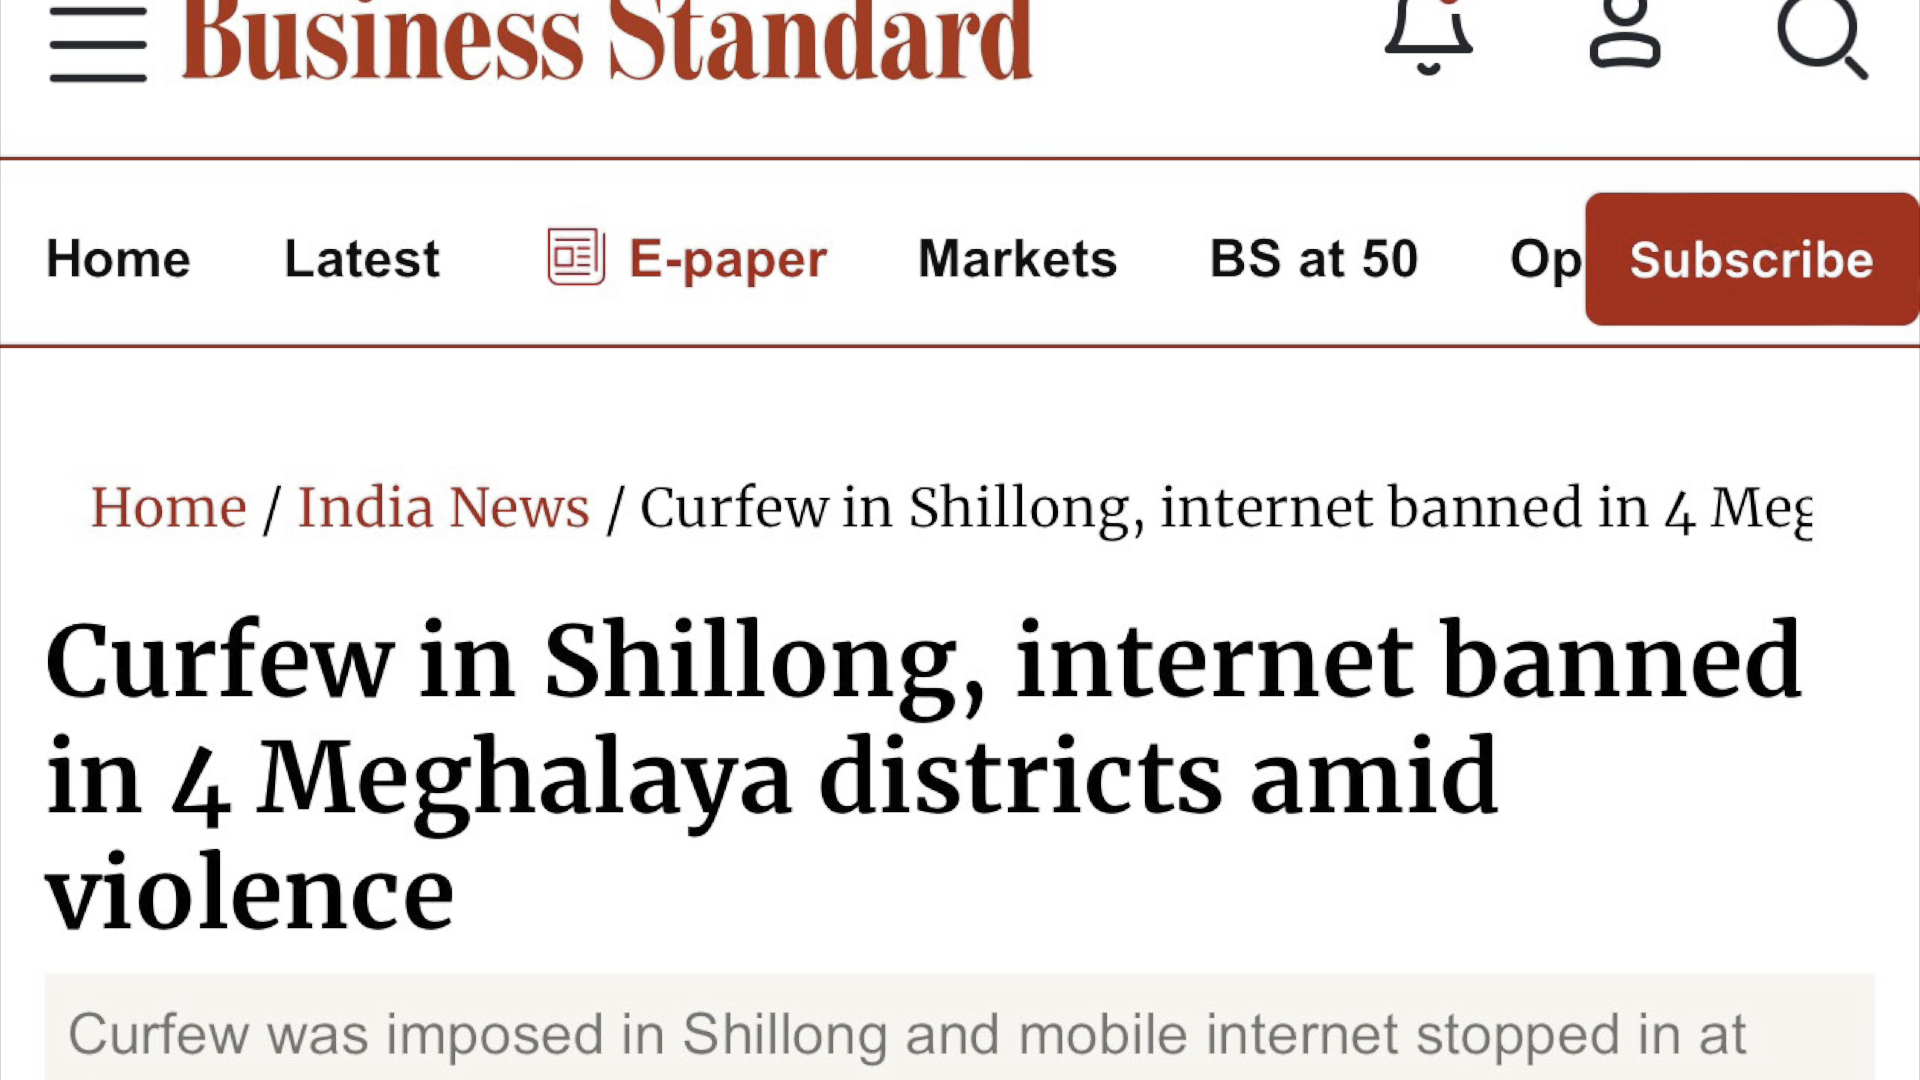 Business Standard
Home Latest E-paper Markets BS at 50 Op Subscribe
Home / India News / Curfew in Shillong, internet banned in 4 Meg
Curfew in Shillong, internet banned
in 4 Meghalaya districts amid
violence
Curfew was imposed in Shillong and mobile internet stopped in at